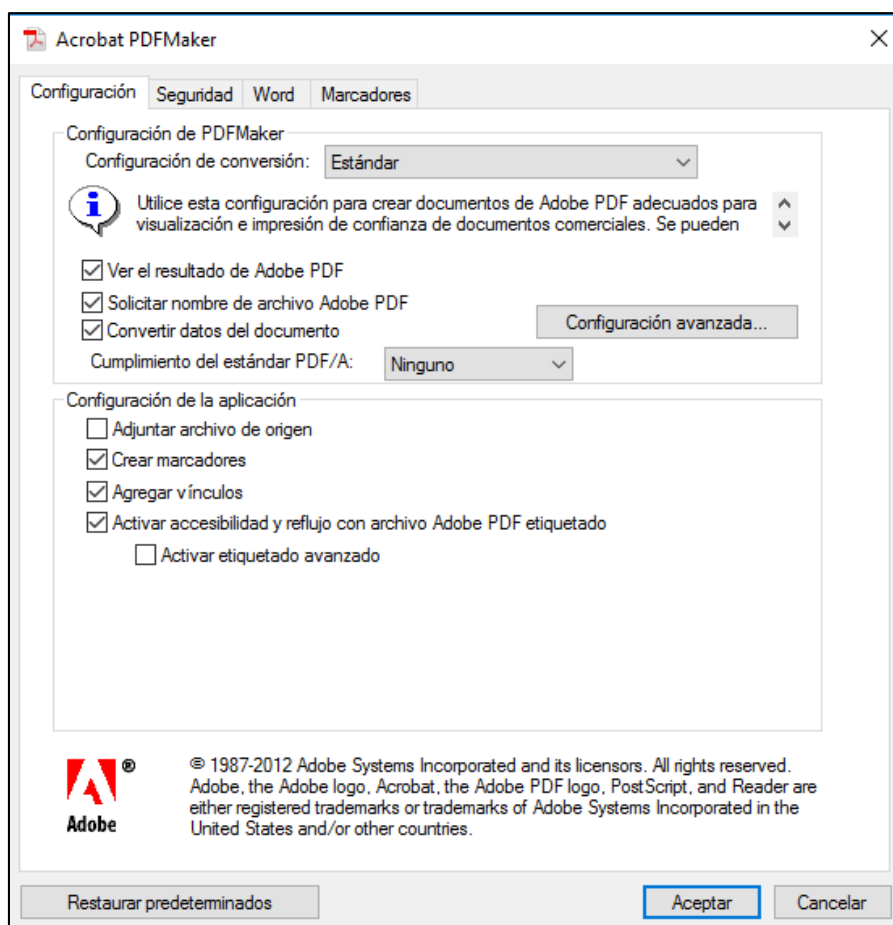 Acrobat PDFMaker
Configuración Seguridad Word Marcadores
Configuración de PDFMaker
Configuración de conversión: Estándar
Utilice esta configuración para crear documentos de Adobe PDF adecuados para
visualización e impresión de confianza de documentos comerciales. Se pueden
Ver el resultado de Adobe PDF
Solicitar nombre de archivo Adobe PDF
Convertir datos del documento
Configuración avanzada...
Cumplimiento del estándar PDF/A: Ninguno
Configuración de la aplicación
Adjuntar archivo de origen
Crear marcadores
Agregar vínculos
Activar accesibilidad y reflujo con archivo Adobe PDF etiquetado
Activar etiquetado avanzado
® © 1987-2012 Adobe Systems Incorporated and its licensors. All rights reserved.
Adobe, the Adobe logo, Acrobat, the Adobe PDF logo, PostScript, and Reader are
either registered trademarks or trademarks of Adobe Systems Incorporated in the
Adobe United States and/or other countries.
Restaurar predeterminados Aceptar Cancelar